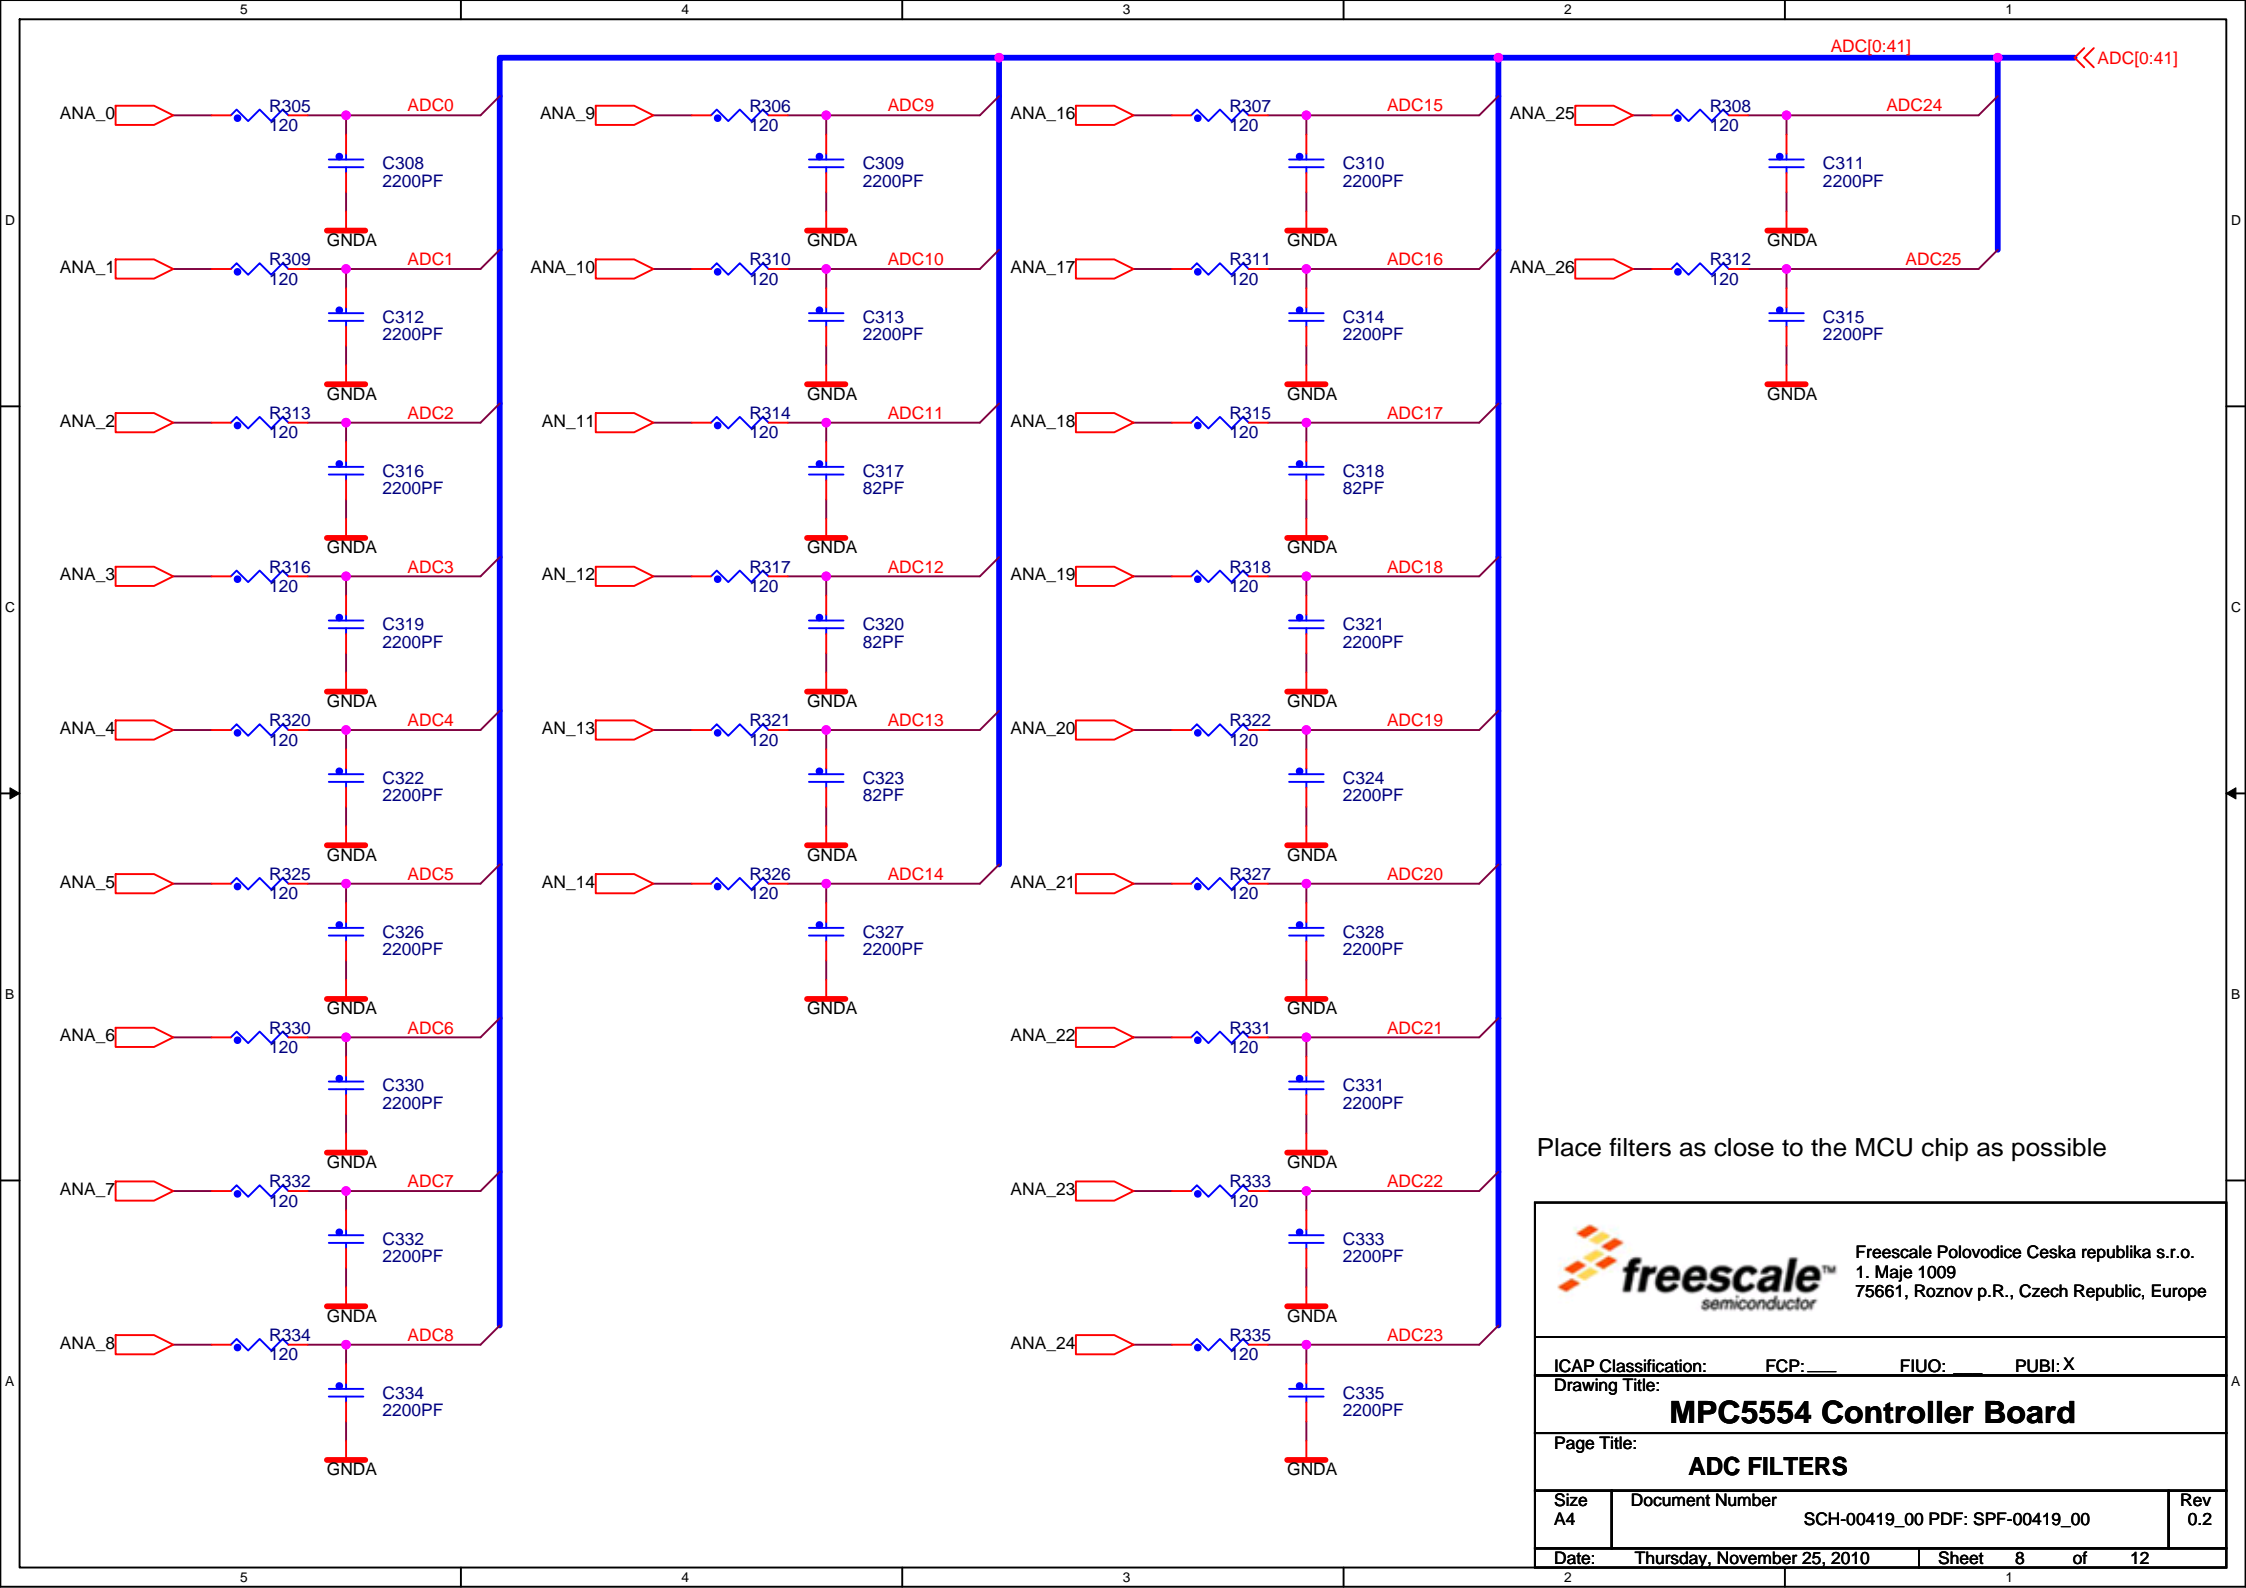 5 4 3 2 1
ADC[0:41]
ADC[0:41]
ANA_0 R305 120 ADC0
C308
2200PF
GNDA
ANA_9 R306 120 ADC9
C309
2200PF
GNDA
ANA_16 R307 120 ADC15
C310
2200PF
GNDA
ANA_25 R308 120 ADC24
C311
2200PF
GNDA
D D
ANA_1 R309 120 ADC1
C312
2200PF
GNDA
ANA_10 R310 120 ADC10
C313
2200PF
GNDA
ANA_17 R311 120 ADC16
C314
2200PF
GNDA
ANA_26 R312 120 ADC25
C315
2200PF
GNDA
ANA_2 R313 120 ADC2
C316
2200PF
GNDA
AN_11 R314 120 ADC11
C317
82PF
GNDA
ANA_18 R315 120 ADC17
C318
82PF
GNDA
ANA_3 R316 120 ADC3
C319
2200PF
GNDA
AN_12 R317 120 ADC12
C320
82PF
GNDA
ANA_19 R318 120 ADC18
C321
2200PF
GNDA
C C
ANA_4 R320 120 ADC4
C322
2200PF
GNDA
AN_13 R321 120 ADC13
C323
82PF
GNDA
ANA_20 R322 120 ADC19
C324
2200PF
GNDA
ANA_5 R325 120 ADC5
C326
2200PF
GNDA
AN_14 R326 120 ADC14
C327
2200PF
GNDA
ANA_21 R327 120 ADC20
C328
2200PF
GNDA
B B
ANA_6 R330 120 ADC6
C330
2200PF
GNDA
ANA_22 R331 120 ADC21
C331
2200PF
GNDA
ANA_7 R332 120 ADC7
C332
2200PF
GNDA
ANA_23 R333 120 ADC22
C333
2200PF
GNDA
ANA_8 R334 120 ADC8
C334
2200PF
GNDA
ANA_24 R335 120 ADC23
C335
2200PF
GNDA
A A
Place filters as close to the MCU chip as possible
freescale™
semiconductor
Freescale Polovodice Ceska republika s.r.o.
1. Maje 1009
75661, Roznov p.R., Czech Republic, Europe
ICAP Classification: FCP: ___ FIUO: ___ PUBI: X
Drawing Title:
MPC5554 Controller Board
Page Title:
ADC FILTERS
Size Document Number Rev
A4 SCH-00419_00 PDF: SPF-00419_00 0.2
Date: Thursday, November 25, 2010 Sheet 8 of 12
5 4 3 2 1